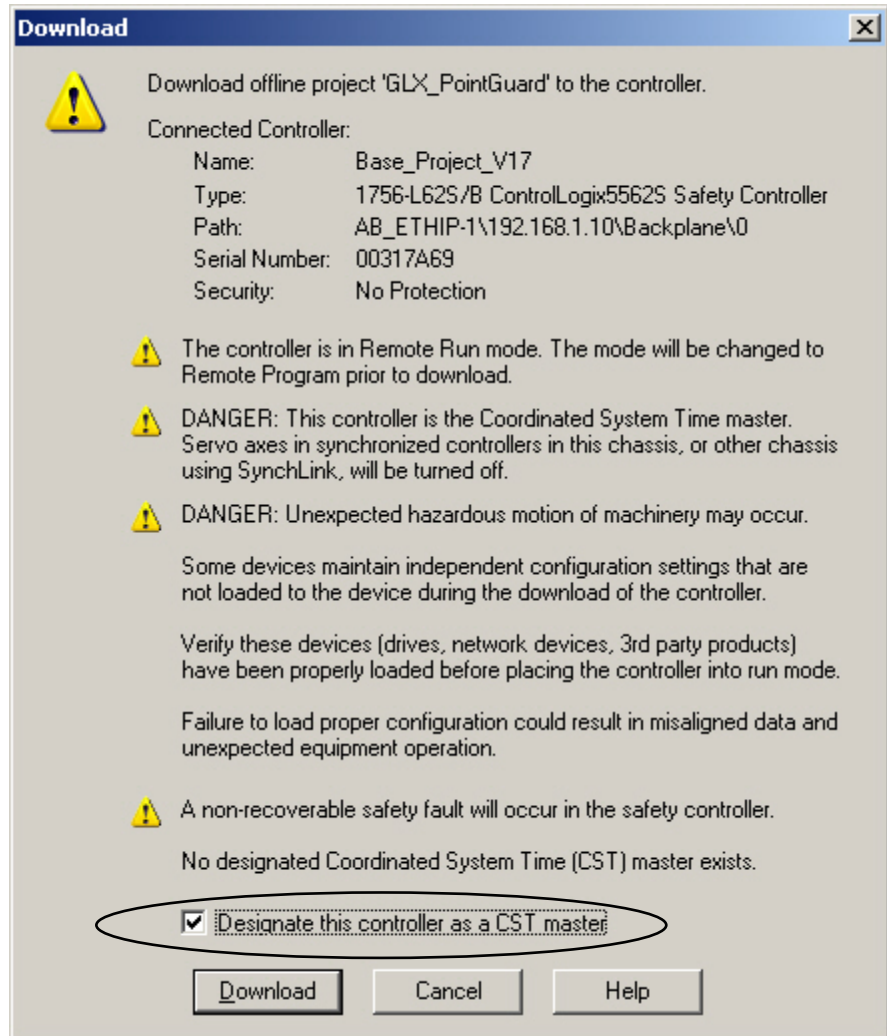 Download
Download offline project 'GLX_PointGuard' to the controller.
Connected Controller:
Name: Base_Project_V17
Type: 1756-L62S/B ControlLogix5562S Safety Controller
Path: AB_ETHIP-1\192.168.1.10\Backplane\0
Serial Number: 00317A69
Security: No Protection
The controller is in Remote Run mode. The mode will be changed to
Remote Program prior to download.
DANGER: This controller is the Coordinated System Time master.
Servo axes in synchronized controllers in this chassis, or other chassis
using SynchLink, will be turned off.
DANGER: Unexpected hazardous motion of machinery may occur.
Some devices maintain independent configuration settings that are
not loaded to the device during the download of the controller.
Verify these devices (drives, network devices, 3rd party products)
have been properly loaded before placing the controller into run mode.
Failure to load proper configuration could result in misaligned data and
unexpected equipment operation.
A non-recoverable safety fault will occur in the safety controller.
No designated Coordinated System Time (CST) master exists.
Designate this controller as a CST master
Download Cancel Help